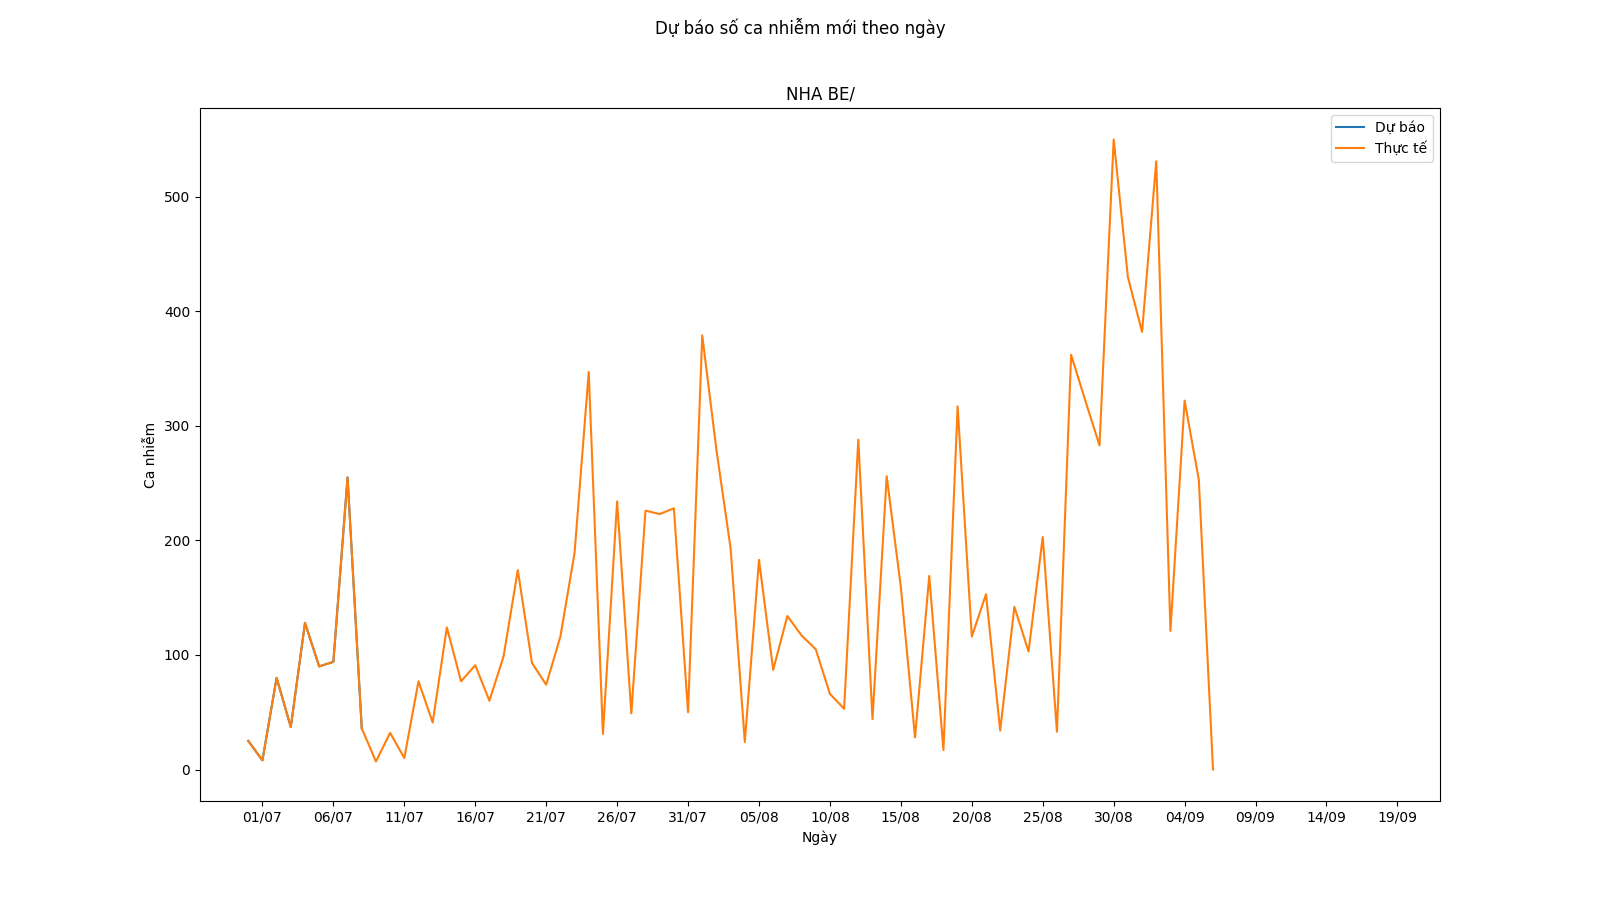 Dự báo số ca nhiễm mới theo ngày
NHA BE/
Dự báo
Thực tế
500
400
300
200
100
0
Ca nhiễm
01/07 06/07 11/07 16/07 21/07 26/07 31/07 05/08 10/08 15/08 20/08 25/08 30/08 04/09 09/09 14/09 19/09
Ngày